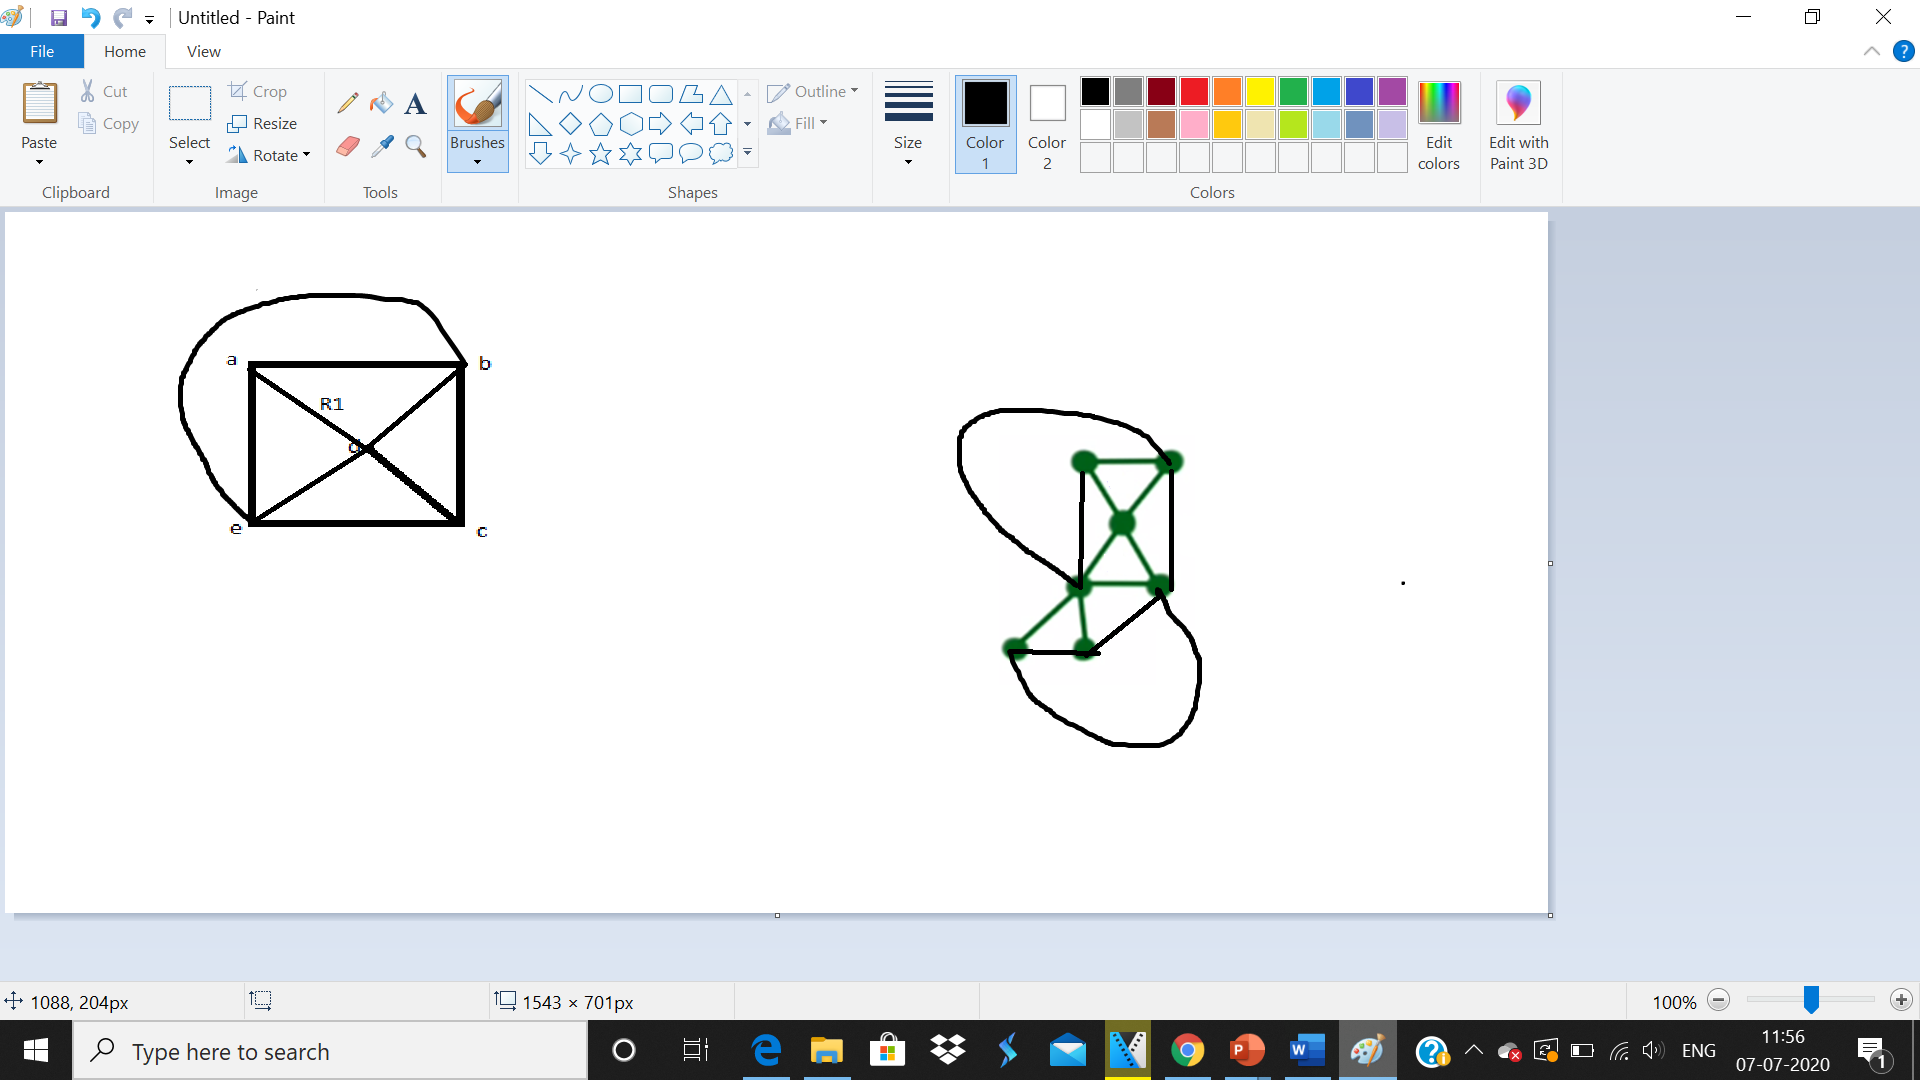 Untitled - Paint
File Home View
Paste
Cut
Copy
Clipboard
Select
Crop
Resize
Rotate
Image
A
Tools
Brushes
Shapes
Outline
Fill
Size
Color 1
Color 2
Colors
Edit colors
Edit with Paint 3D
a
b
R1
d
e
c
1088, 204px
1543 × 701px
100%
Type here to search
ENG
11:56
07-07-2020
1